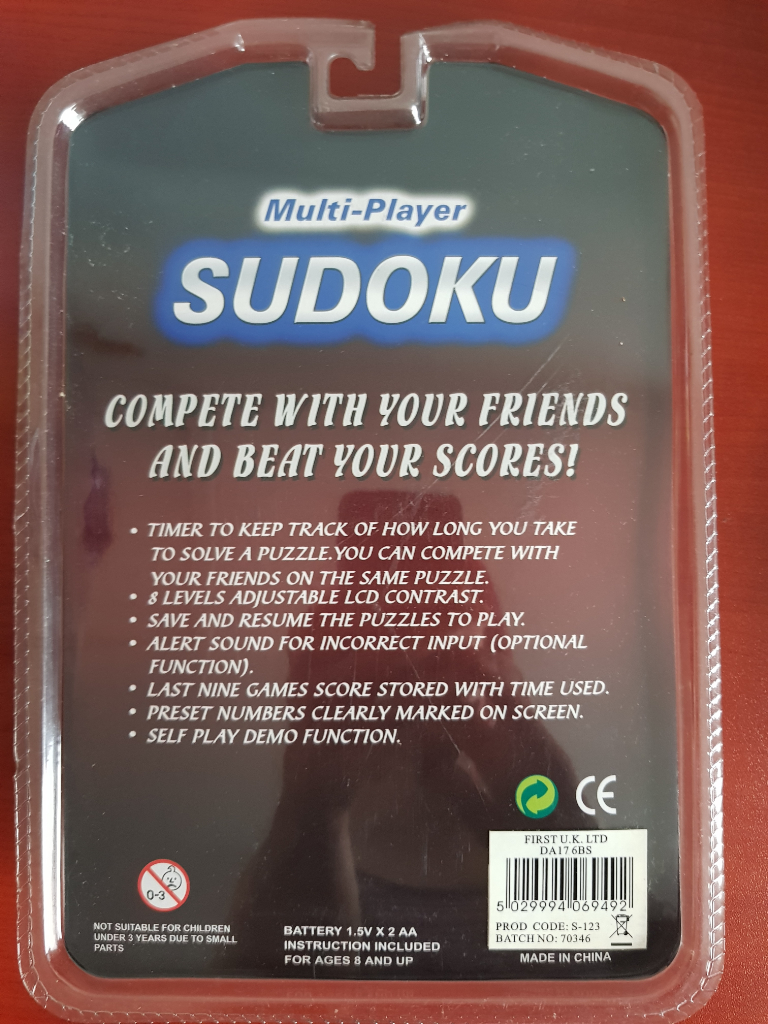 Multi-Player
SUDOKU
COMPETE WITH YOUR FRIENDS
AND BEAT YOUR SCORES!
• TIMER TO KEEP TRACK OF HOW LONG YOU TAKE
TO SOLVE A PUZZLE.YOU CAN COMPETE WITH
YOUR FRIENDS ON THE SAME PUZZLE.
• 8 LEVELS ADJUSTABLE LCD CONTRAST.
• SAVE AND RESUME THE PUZZLES TO PLAY.
• ALERT SOUND FOR INCORRECT INPUT (OPTIONAL
FUNCTION).
• LAST NINE GAMES SCORE STORED WITH TIME USED.
• PRESET NUMBERS CLEARLY MARKED ON SCREEN.
• SELF PLAY DEMO FUNCTION.
CE
FIRST U.K. LTD
DA17 6BS
5 029994 069492
PROD CODE: S-123
BATCH NO: 70346
MADE IN CHINA
0-3
NOT SUITABLE FOR CHILDREN
UNDER 3 YEARS DUE TO SMALL
PARTS
BATTERY 1.5V X 2 AA
INSTRUCTION INCLUDED
FOR AGES 8 AND UP